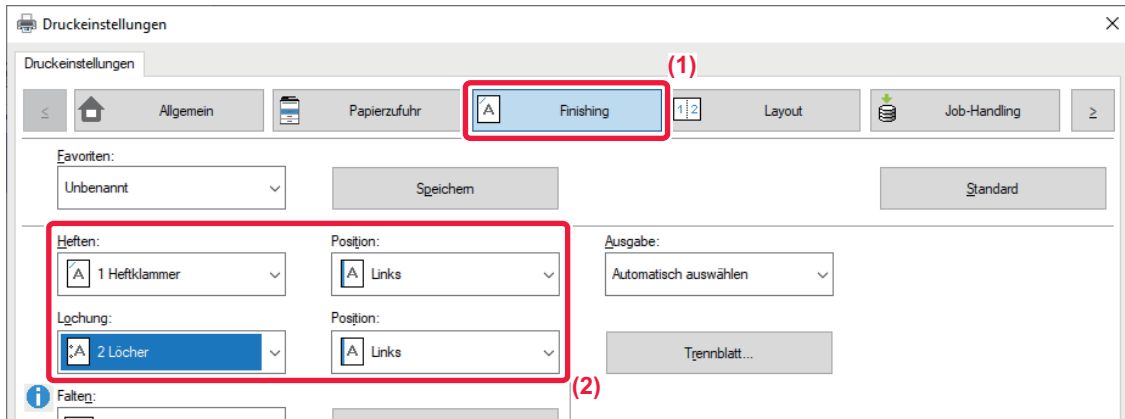 Druckeinstellungen
Druckeinstellungen
(1)
< Allgemein Papierzufuhr A Finishing 1 2 Layout Job-Handling >
Favoriten:
Unbenannt Speichern Standard
Heften: Position: Ausgabe:
A 1 Heftklammer A Links Automatisch auswählen
Lochung: Position:
A 2 Löcher A Links Trennblatt...
(2)
i Falten: